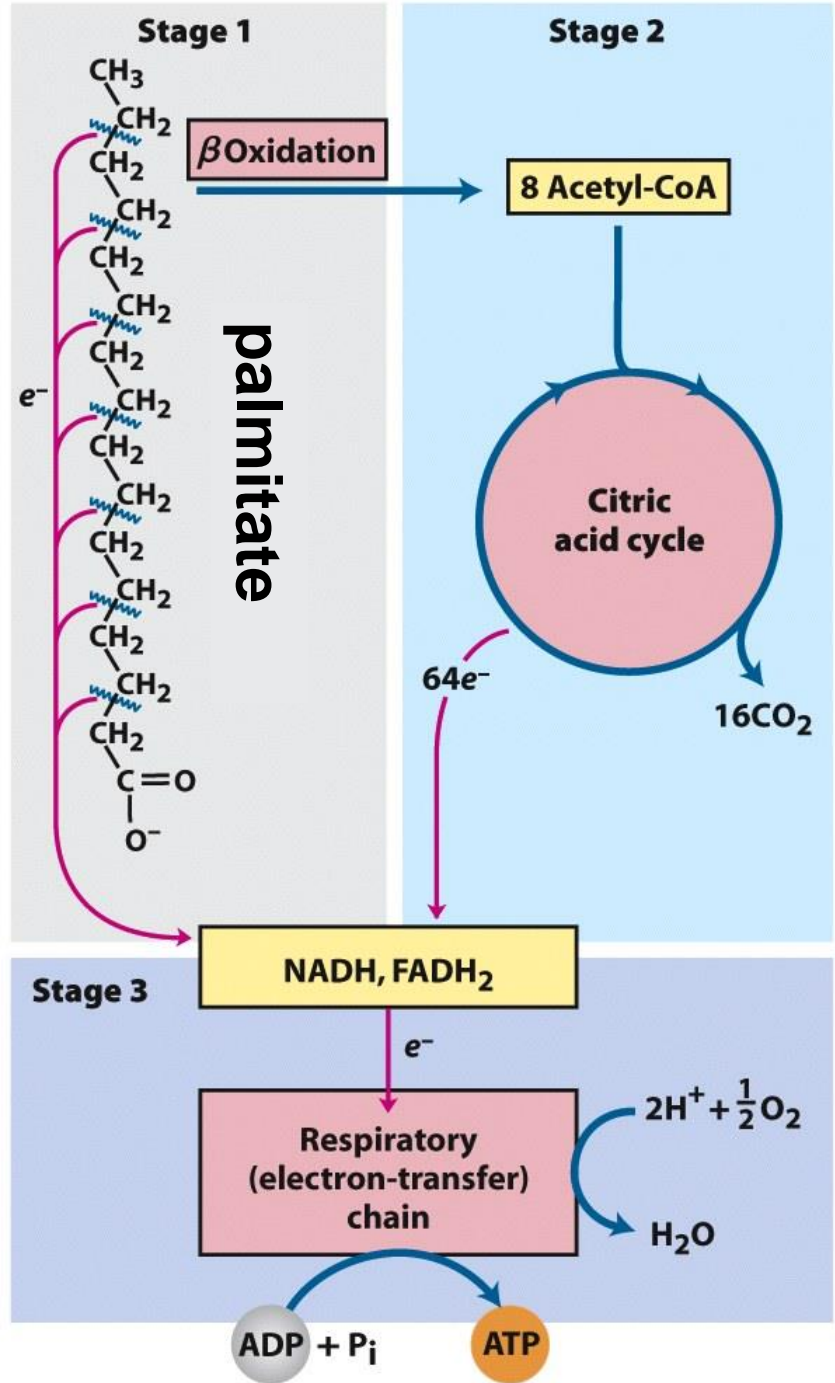 Stage 1
CH₃
CH₂
CH₂
CH₂
CH₂
CH₂
CH₂
CH₂
CH₂
CH₂
CH₂
CH₂
CH₂
CH₂
CH₂
C=O
O⁻
e⁻
βOxidation
palmitate
Stage 2
8 Acetyl-CoA
Citric
acid cycle
64e⁻
16CO₂
Stage 3
NADH, FADH₂
e⁻
Respiratory
(electron-transfer)
chain
2H⁺ + ½O₂
H₂O
ADP + Pᵢ
ATP